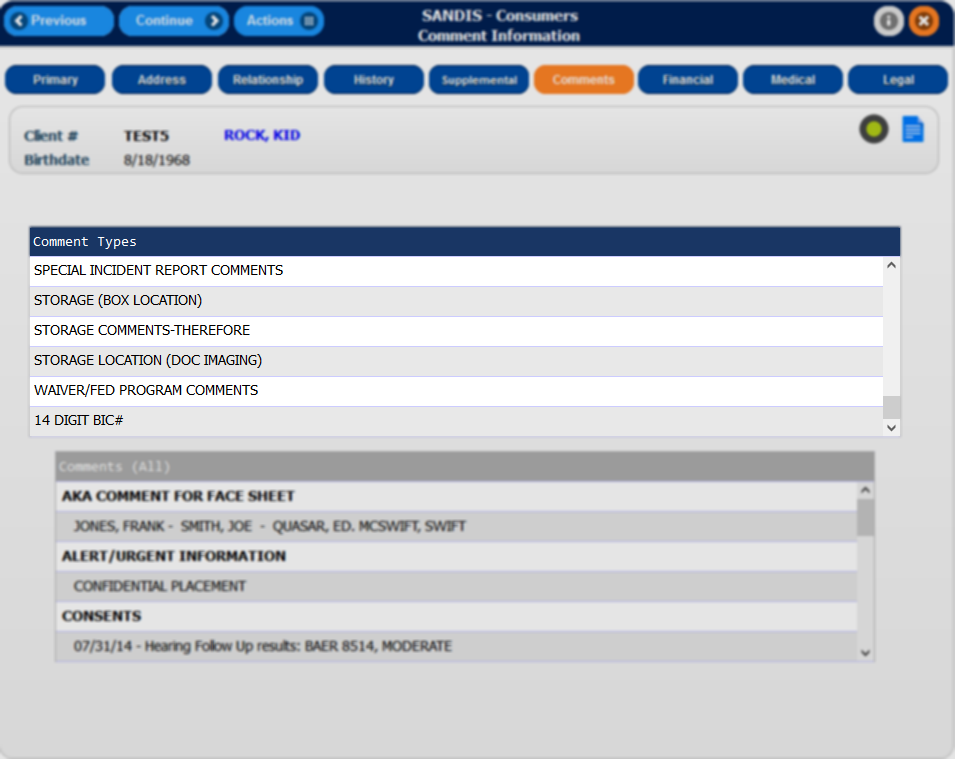 Previous
Continue
Actions
SANDIS - Consumers
Comment Information
Primary
Address
Relationship
History
Supplemental
Comments
Financial
Medical
Legal
Client # TEST5 ROCK, KID
Birthdate 8/18/1968
Comment Types
SPECIAL INCIDENT REPORT COMMENTS
STORAGE (BOX LOCATION)
STORAGE COMMENTS-THEREFORE
STORAGE LOCATION (DOC IMAGING)
WAIVER/FED PROGRAM COMMENTS
14 DIGIT BIC#
Comments (All)
AKA COMMENT FOR FACE SHEET
JONES, FRANK - SMITH, JOE - QUASAR, ED. MCSWIFT, SWIFT
ALERT/URGENT INFORMATION
CONFIDENTIAL PLACEMENT
CONSENTS
07/31/14 - Hearing Follow Up results: BAER 8514, MODERATE